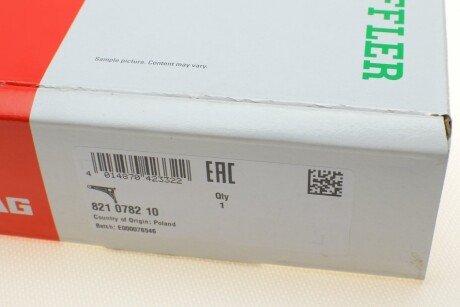 FFLER
Sample picture. Content may vary.
4 014870 423322
EAC
821 0782 10
Qty
1
Country of Origin: Poland
Batch: E000076546
AG